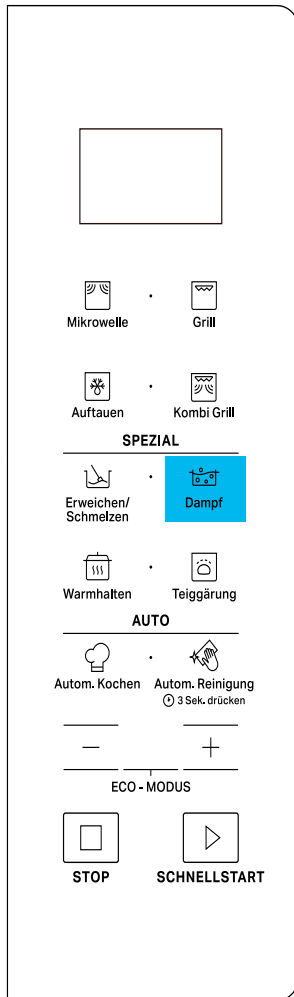 Mikrowelle Grill
Auftauen Kombi Grill
SPEZIAL
Erweichen/
Schmelzen
Dampf
Warmhalten Teiggärung
AUTO
Autom. Kochen Autom. Reinigung
3 Sek. drücken
− +
ECO - MODUS
STOP SCHNELLSTART